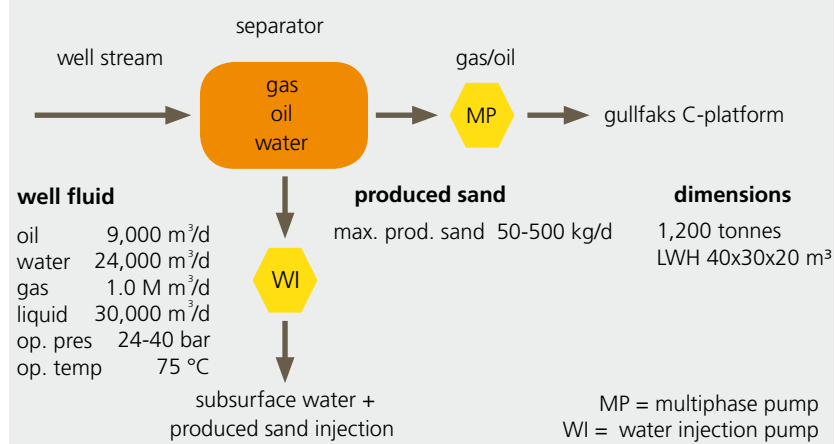 separator
well stream
gas/oil
gas
oil
water
MP
gullfaks C-platform
well fluid
oil 9,000 m³/d
water 24,000 m³/d
gas 1.0 M m³/d
liquid 30,000 m³/d
op. pres 24-40 bar
op. temp 75 °C
WI
produced sand
max. prod. sand 50-500 kg/d
dimensions
1,200 tonnes
LWH 40x30x20 m³
subsurface water +
produced sand injection
MP = multiphase pump
WI = water injection pump